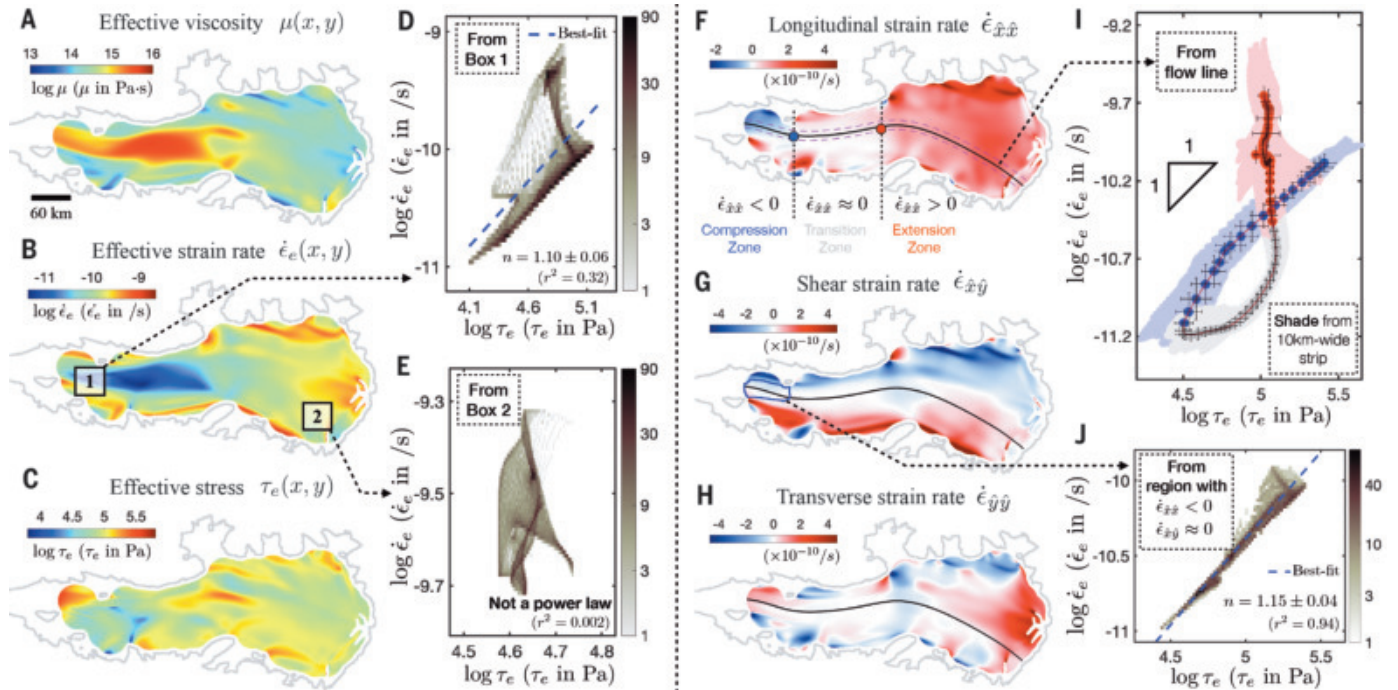 A
Effective viscosity μ(x, y)
13 14 15 16
log μ (μ in Pa·s)
60 km
B
Effective strain rate ϵ̇ₑ(x, y)
-11 -10 -9
log ϵ̇ₑ (ϵ̇ₑ in /s)
1
2
C
Effective stress τₑ(x, y)
4 4.5 5 5.5
log τₑ (τₑ in Pa)
D
From
Box 1
Best-fit
-9
-10
-11
log ϵ̇ₑ (ϵ̇ₑ in /s)
n = 1.10 ± 0.06
(r² = 0.32)
4.1 4.6 5.1
log τₑ (τₑ in Pa)
90
30
9
3
1
E
From
Box 2
-9.3
-9.5
-9.7
log ϵ̇ₑ (ϵ̇ₑ in /s)
Not a power law
(r² = 0.002)
4.5 4.6 4.7 4.8
log τₑ (τₑ in Pa)
90
30
9
3
1
F
Longitudinal strain rate ϵ̇x̂x̂
-2 0 2 4
(×10⁻¹⁰/s)
ϵ̇x̂x̂ < 0 ϵ̇x̂x̂ ≈ 0 ϵ̇x̂x̂ > 0
Compression Transition Extension
Zone Zone Zone
G
Shear strain rate ϵ̇x̂ŷ
-4 -2 0 2 4
(×10⁻¹⁰/s)
H
Transverse strain rate ϵ̇ŷŷ
-4 -2 0 2 4
(×10⁻¹⁰/s)
I
From
flow line
1
1
-9.2
-9.7
-10.2
-10.7
-11.2
log ϵ̇ₑ (ϵ̇ₑ in /s)
Shade from
10km-wide
strip
4.5 5 5.5
log τₑ (τₑ in Pa)
J
From
region with
ϵ̇x̂x̂ < 0
ϵ̇x̂ŷ ≈ 0
-10
-10.5
-11
log ϵ̇ₑ (ϵ̇ₑ in /s)
Best-fit
n = 1.15 ± 0.04
(r² = 0.94)
4.5 5 5.5
log τₑ (τₑ in Pa)
40
10
3
1